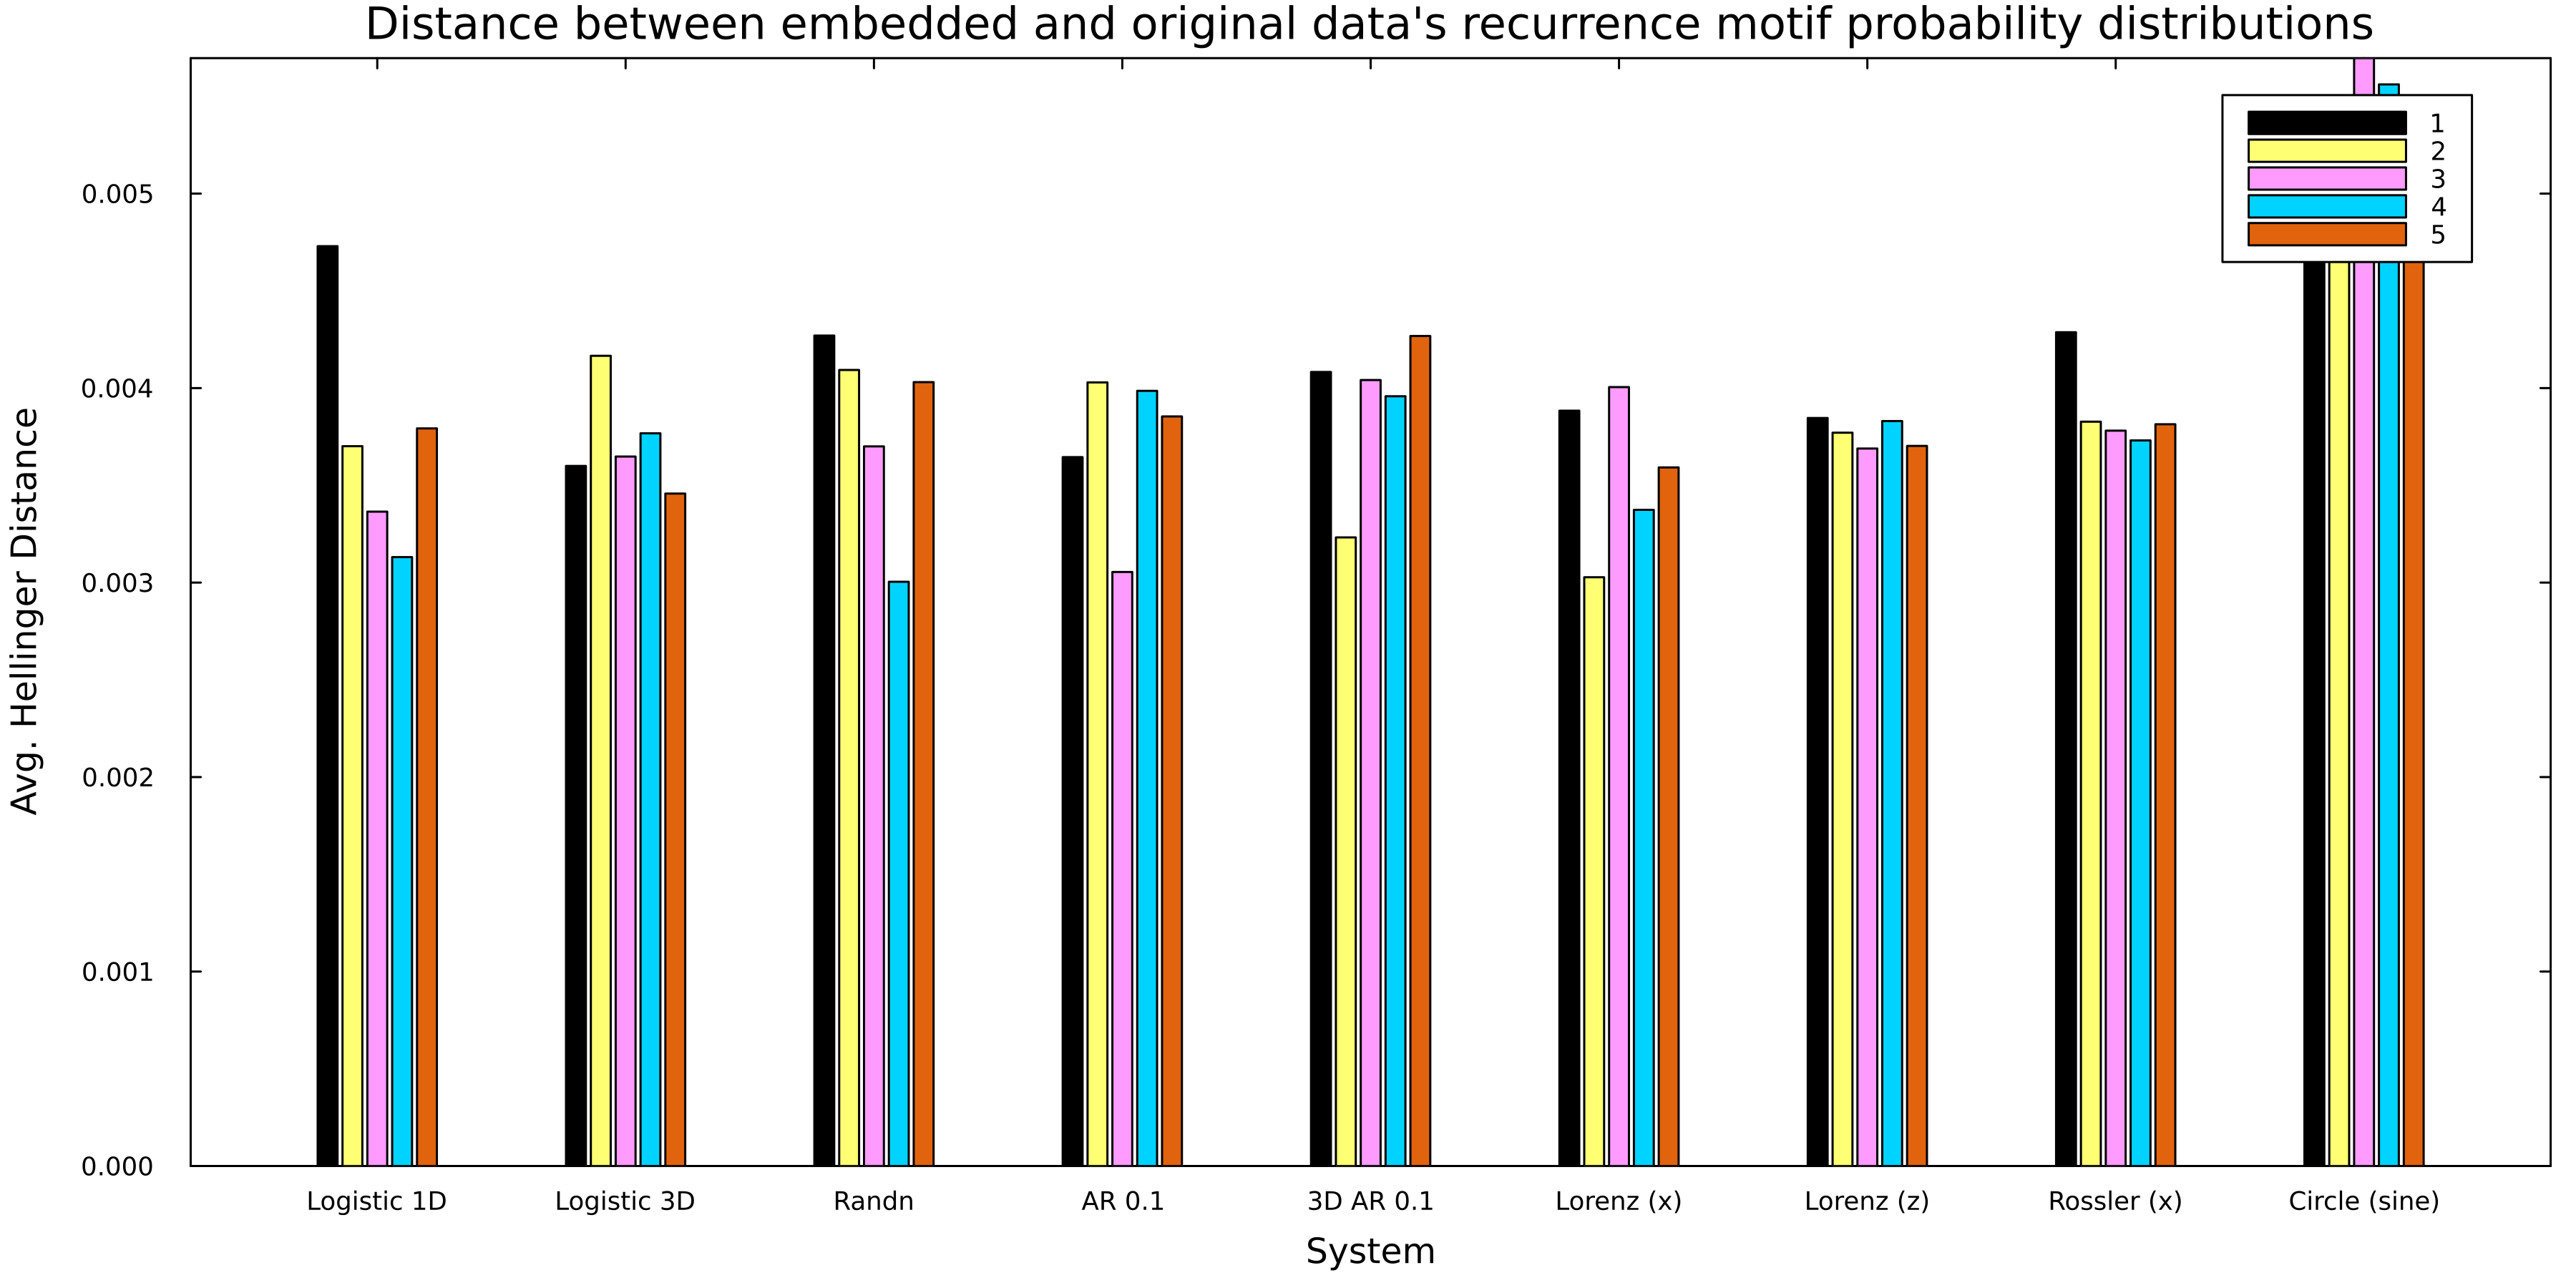 Distance between embedded and original data's recurrence motif probability distributions
1
2
3
4
5
0.005
0.004
0.003
0.002
0.001
0.000
Avg. Hellinger Distance
Logistic 1D
Logistic 3D
Randn
AR 0.1
3D AR 0.1
Lorenz (x)
Lorenz (z)
Rossler (x)
Circle (sine)
System